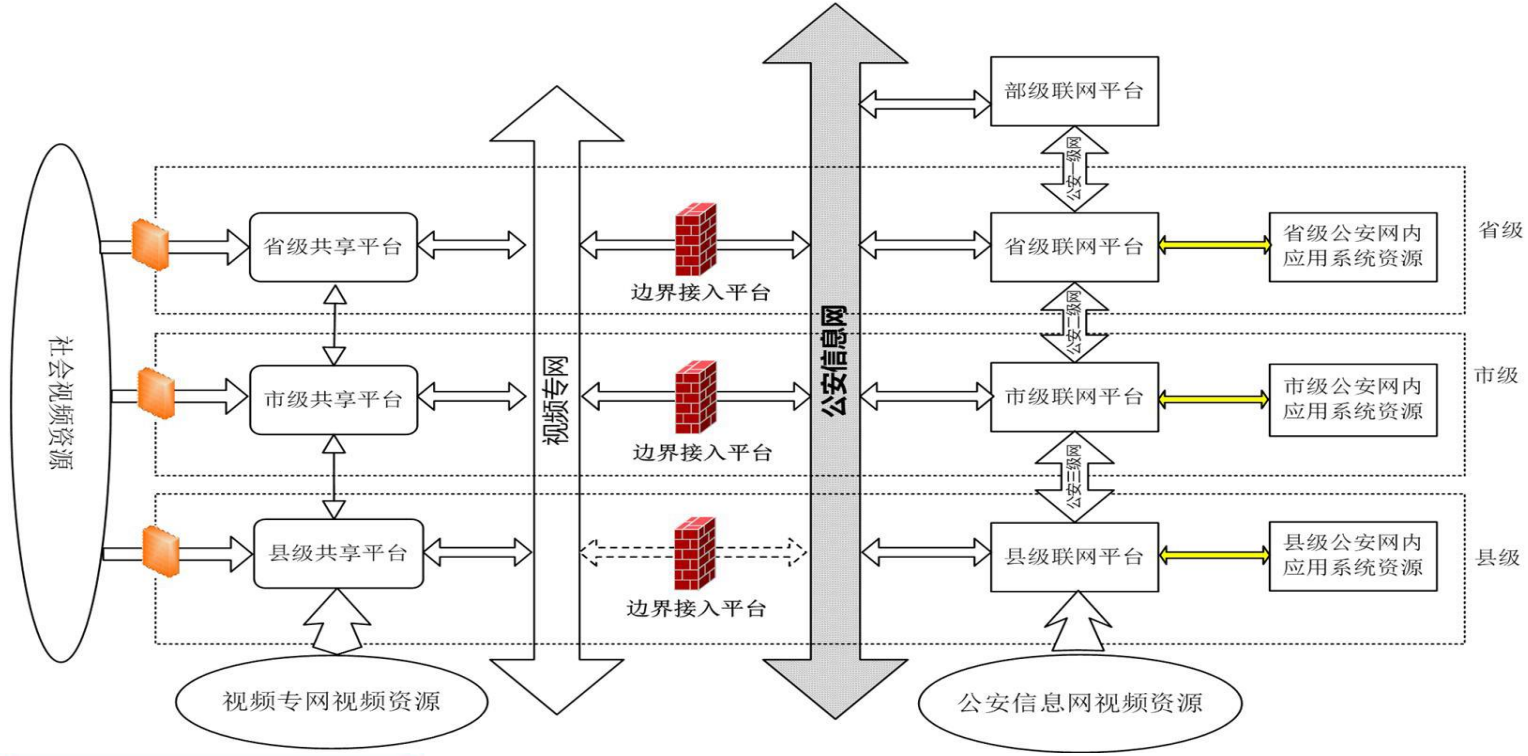 部级联网平台
公安一级网
省级共享平台
边界接入平台
省级联网平台
省级公安网内
应用系统资源
省级
公安二级网
社会视频资源
市级共享平台
视频专网
边界接入平台
公安信息网
市级联网平台
市级公安网内
应用系统资源
市级
公安三级网
县级共享平台
边界接入平台
县级联网平台
县级公安网内
应用系统资源
县级
视频专网视频资源
公安信息网视频资源